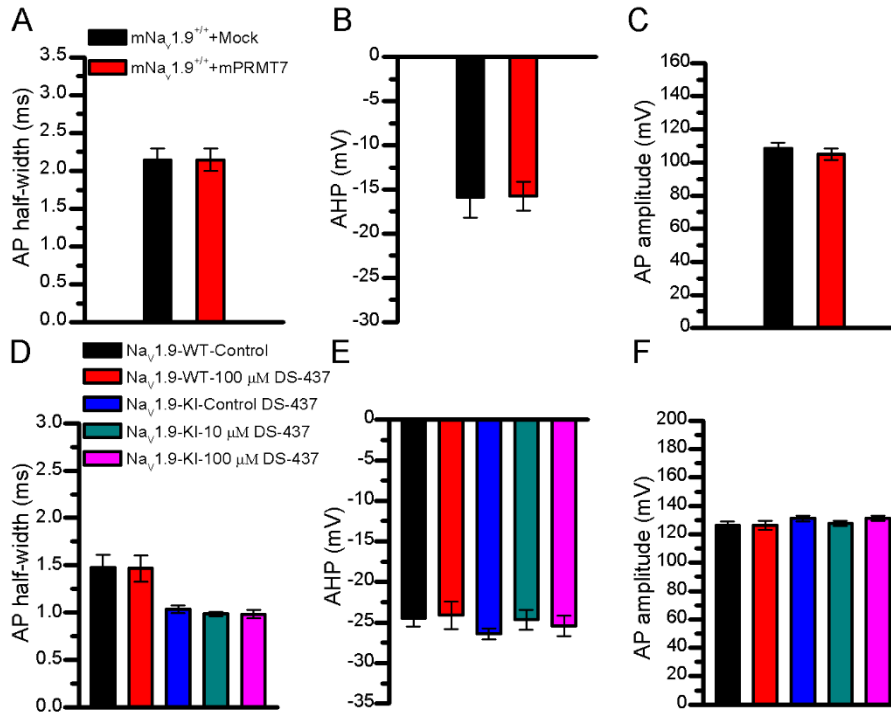 A
mNaᵥ1.9⁺/⁺+Mock
mNaᵥ1.9⁺/⁺+mPRMT7
AP half-width (ms)
3.5
3.0
2.5
2.0
1.5
1.0
0.5
0.0
B
AHP (mV)
0
-5
-10
-15
-20
-25
-30
C
AP amplitude (mV)
160
140
120
100
80
60
40
20
0
D
Naᵥ1.9-WT-Control
Naᵥ1.9-WT-100 μM DS-437
Naᵥ1.9-KI-Control DS-437
Naᵥ1.9-KI-10 μM DS-437
Naᵥ1.9-KI-100 μM DS-437
AP half-width (ms)
3.0
2.5
2.0
1.5
1.0
0.5
0.0
E
AHP (mV)
0
-5
-10
-15
-20
-25
-30
-35
F
AP amplitude (mV)
200
180
160
140
120
100
80
60
40
20
0